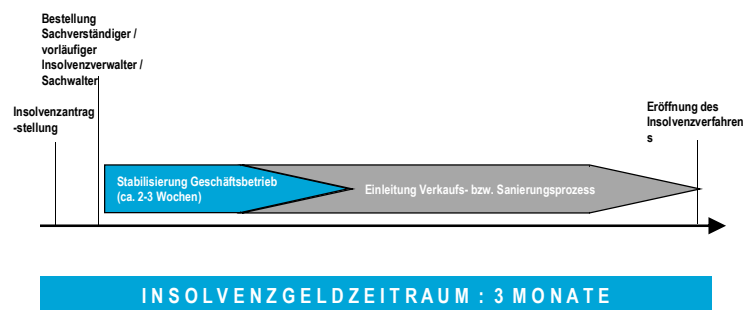 Bestellung
Sachverständiger /
vorläufiger
Insolvenzverwalter /
Sachwalter
Insolvenzantrag
-stellung
Eröffnung des
Insolvenzverfahren
s
Stabilisierung Geschäftsbetrieb
(ca. 2-3 Wochen)
Einleitung Verkaufs- bzw. Sanierungsprozess
INSOLVENZGELDZEITRAUM : 3 MONATE